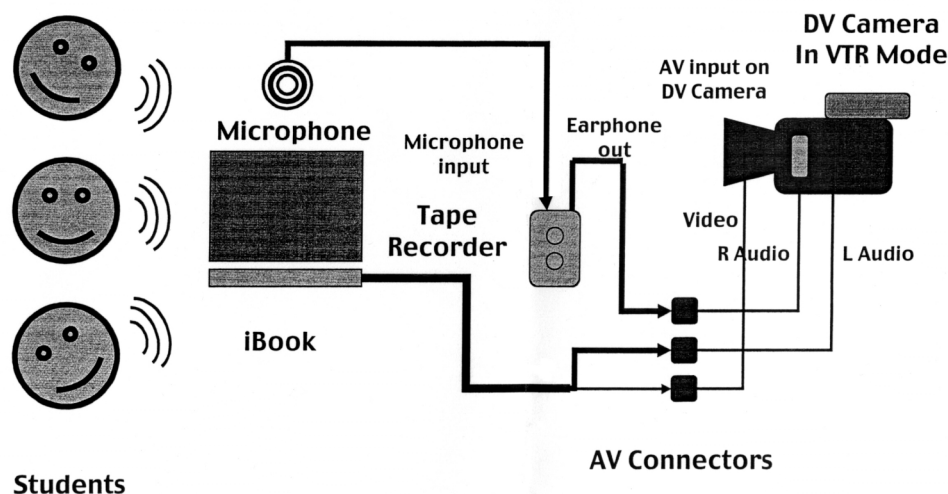 DV Camera
In VTR Mode
AV input on
DV Camera
Microphone
Microphone
input
Earphone
out
Tape
Recorder
Video
R Audio
L Audio
iBook
AV Connectors
Students